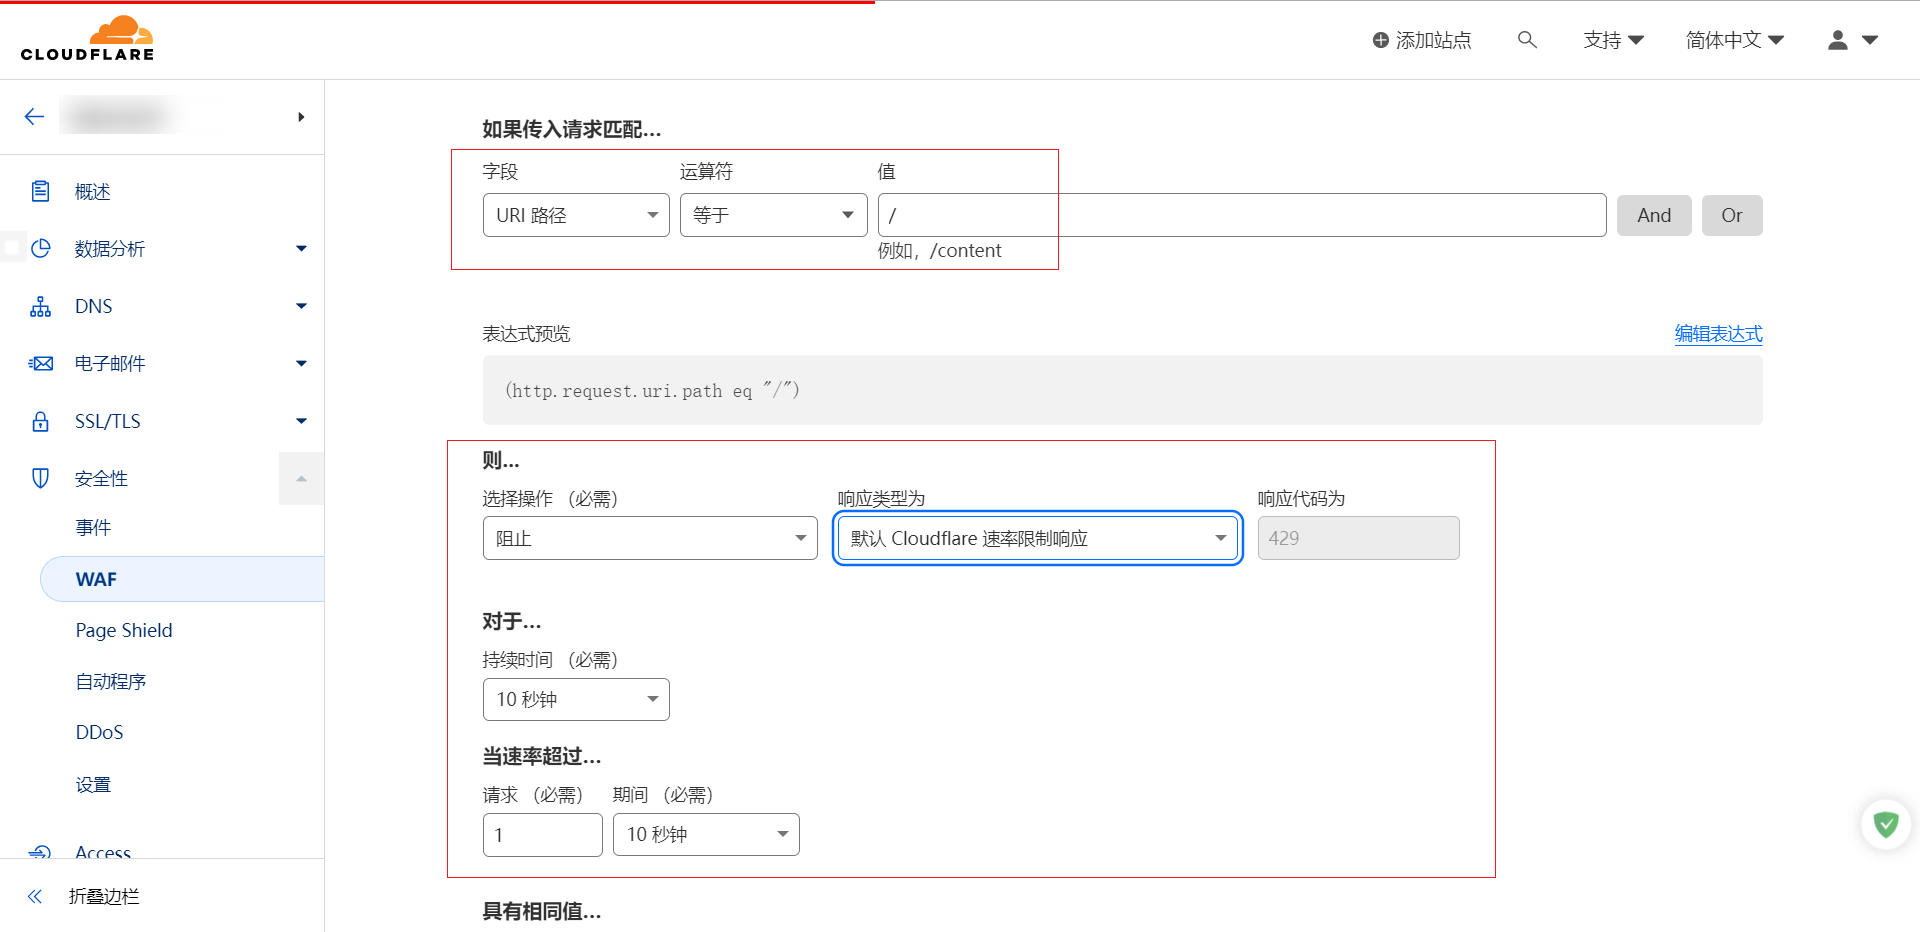 CLOUDFLARE
添加站点
支持
简体中文
概述
数据分析
DNS
电子邮件
SSL/TLS
安全性
事件
WAF
Page Shield
自动程序
DDoS
设置
Access
折叠边栏
如果传入请求匹配...
字段 运算符 值
URI 路径 等于 / And Or
例如，/content
表达式预览 编辑表达式
(http.request.uri.path eq "/")
则...
选择操作 （必需） 响应类型为 响应代码为
阻止 默认 Cloudflare 速率限制响应 429
对于...
持续时间 （必需）
10 秒钟
当速率超过...
请求 （必需） 期间 （必需）
1 10 秒钟
具有相同值...